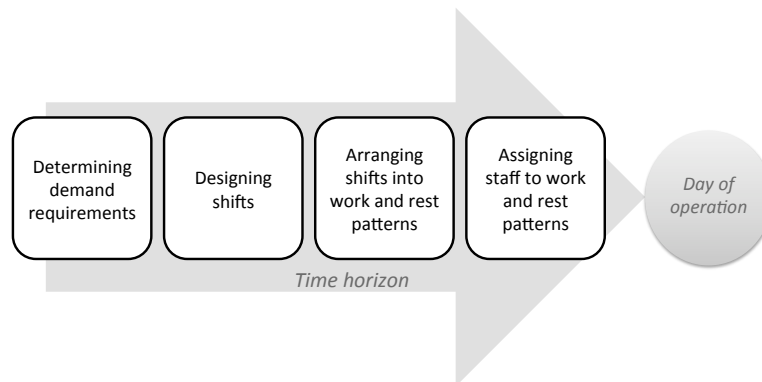 Determining
demand
requirements
Designing
shifts
Arranging
shifts into
work and rest
patterns
Assigning
staff to work
and rest
patterns
Day of
operation
Time horizon